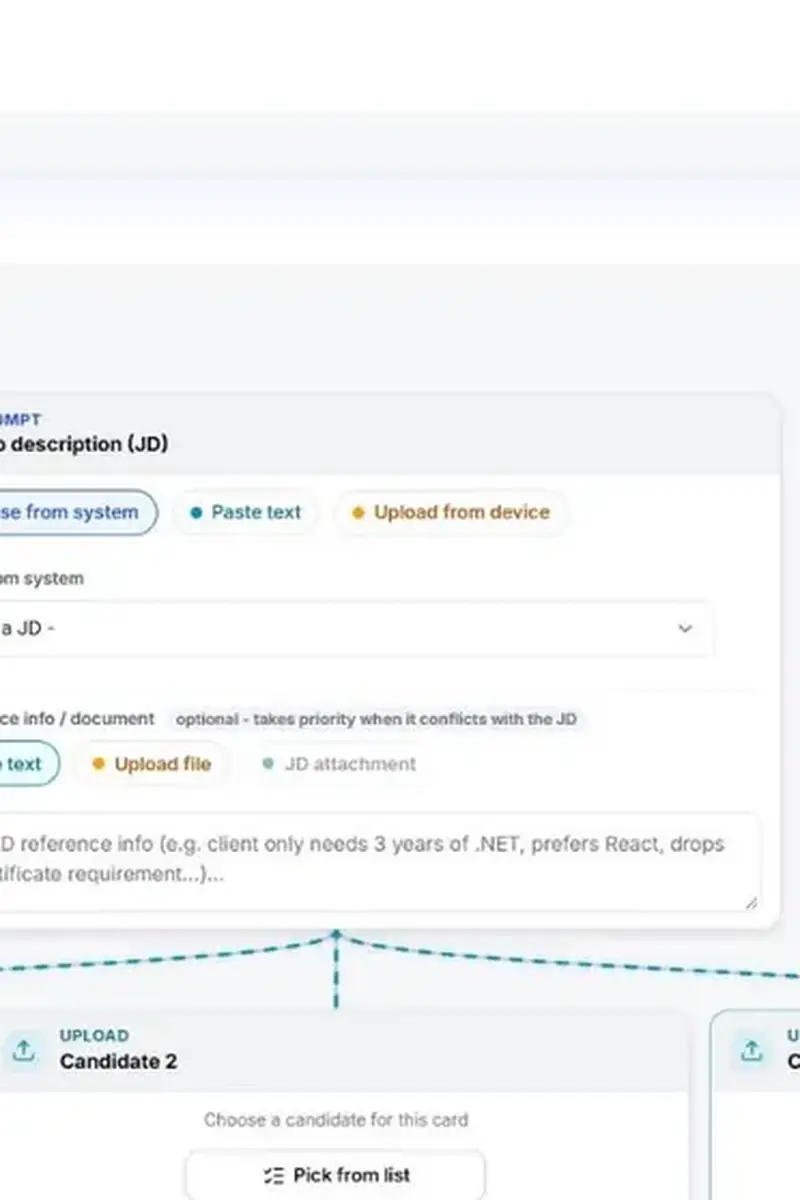 OMPT
o description (JD)
se from system
Paste text
Upload from device
om system
a JD -
ce info / document optional - takes priority when it conflicts with the JD
text
Upload file
JD attachment
D reference info (e.g. client only needs 3 years of .NET, prefers React, drops
tificate requirement...)...
UPLOAD
Candidate 2
U
C
Choose a candidate for this card
Pick from list